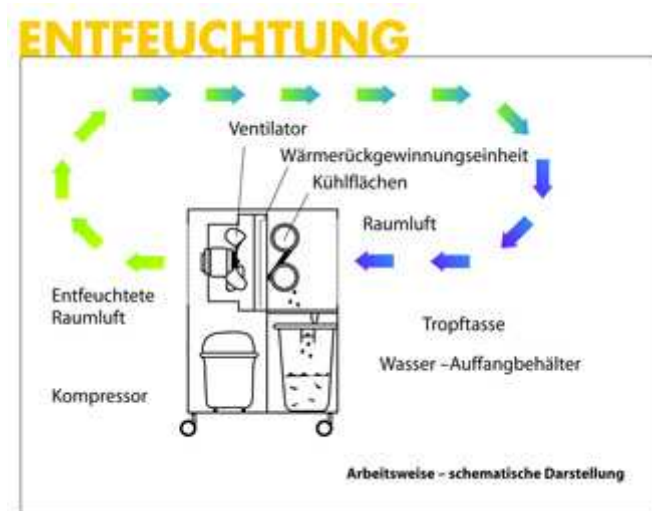 ENTFEUCHTUNG
Ventilator
Wärmerückgewinnungseinheit
Kühlflächen
Raumluft
Entfeuchtete
Raumluft
Tropftasse
Wasser –Auffangbehälter
Kompressor
Arbeitsweise – schematische Darstellung